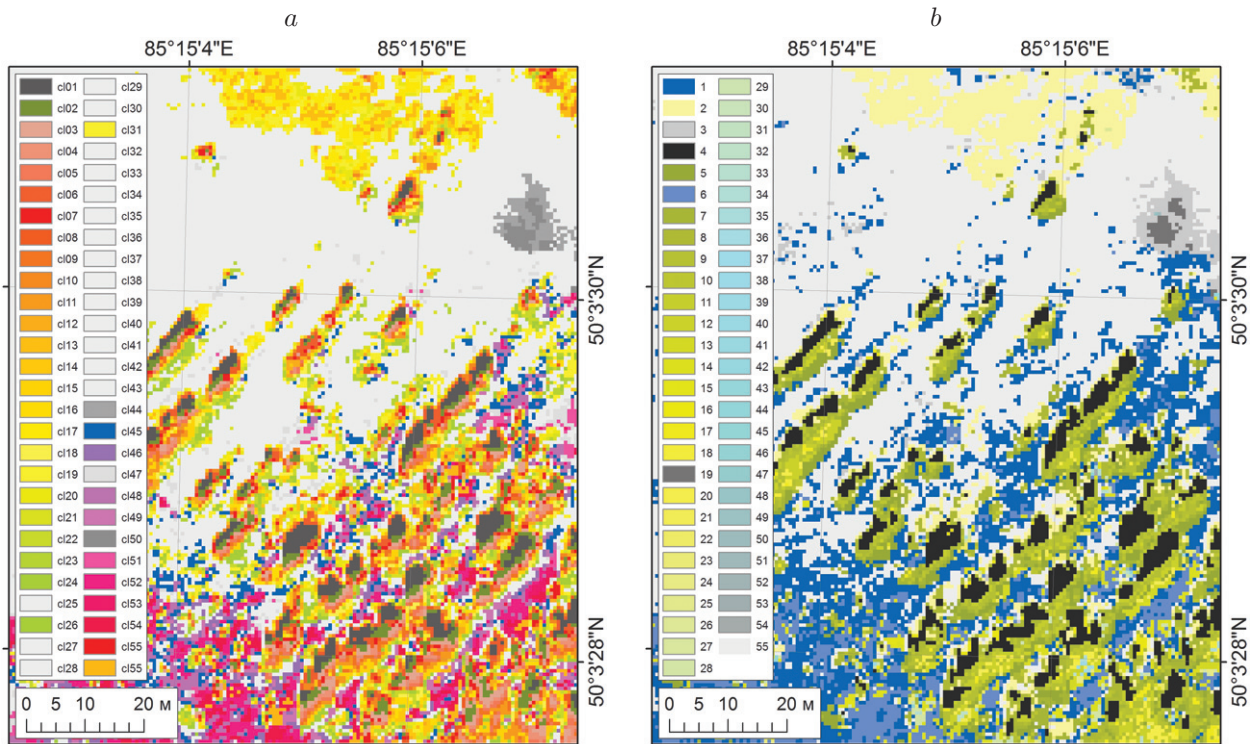 a b
85°15'4"E 85°15'6"E 85°15'4"E 85°15'6"E
cl01 cl29 1 29
cl02 cl30 2 30
cl03 cl31 3 31
cl04 cl32 4 32
cl05 cl33 5 33
cl06 cl34 6 34
cl07 cl35 7 35
cl08 cl36 8 36
cl09 cl37 9 37
cl10 cl38 10 38
cl11 cl39 11 39
cl12 cl40 12 40
cl13 cl41 13 41
cl14 cl42 14 42
cl15 cl43 15 43
cl16 cl44 16 44
cl17 cl45 17 45
cl18 cl46 18 46
cl19 cl47 19 47
cl20 cl48 20 48
cl21 cl49 21 49
cl22 cl50 22 50
cl23 cl51 23 51
cl24 cl52 24 52
cl25 cl53 25 53
cl26 cl54 26 54
cl27 cl55 27 55
cl28 cl55 28
0 5 10 20 м 0 5 10 20 м
50°3'30"N 50°3'30"N
50°3'28"N 50°3'28"N